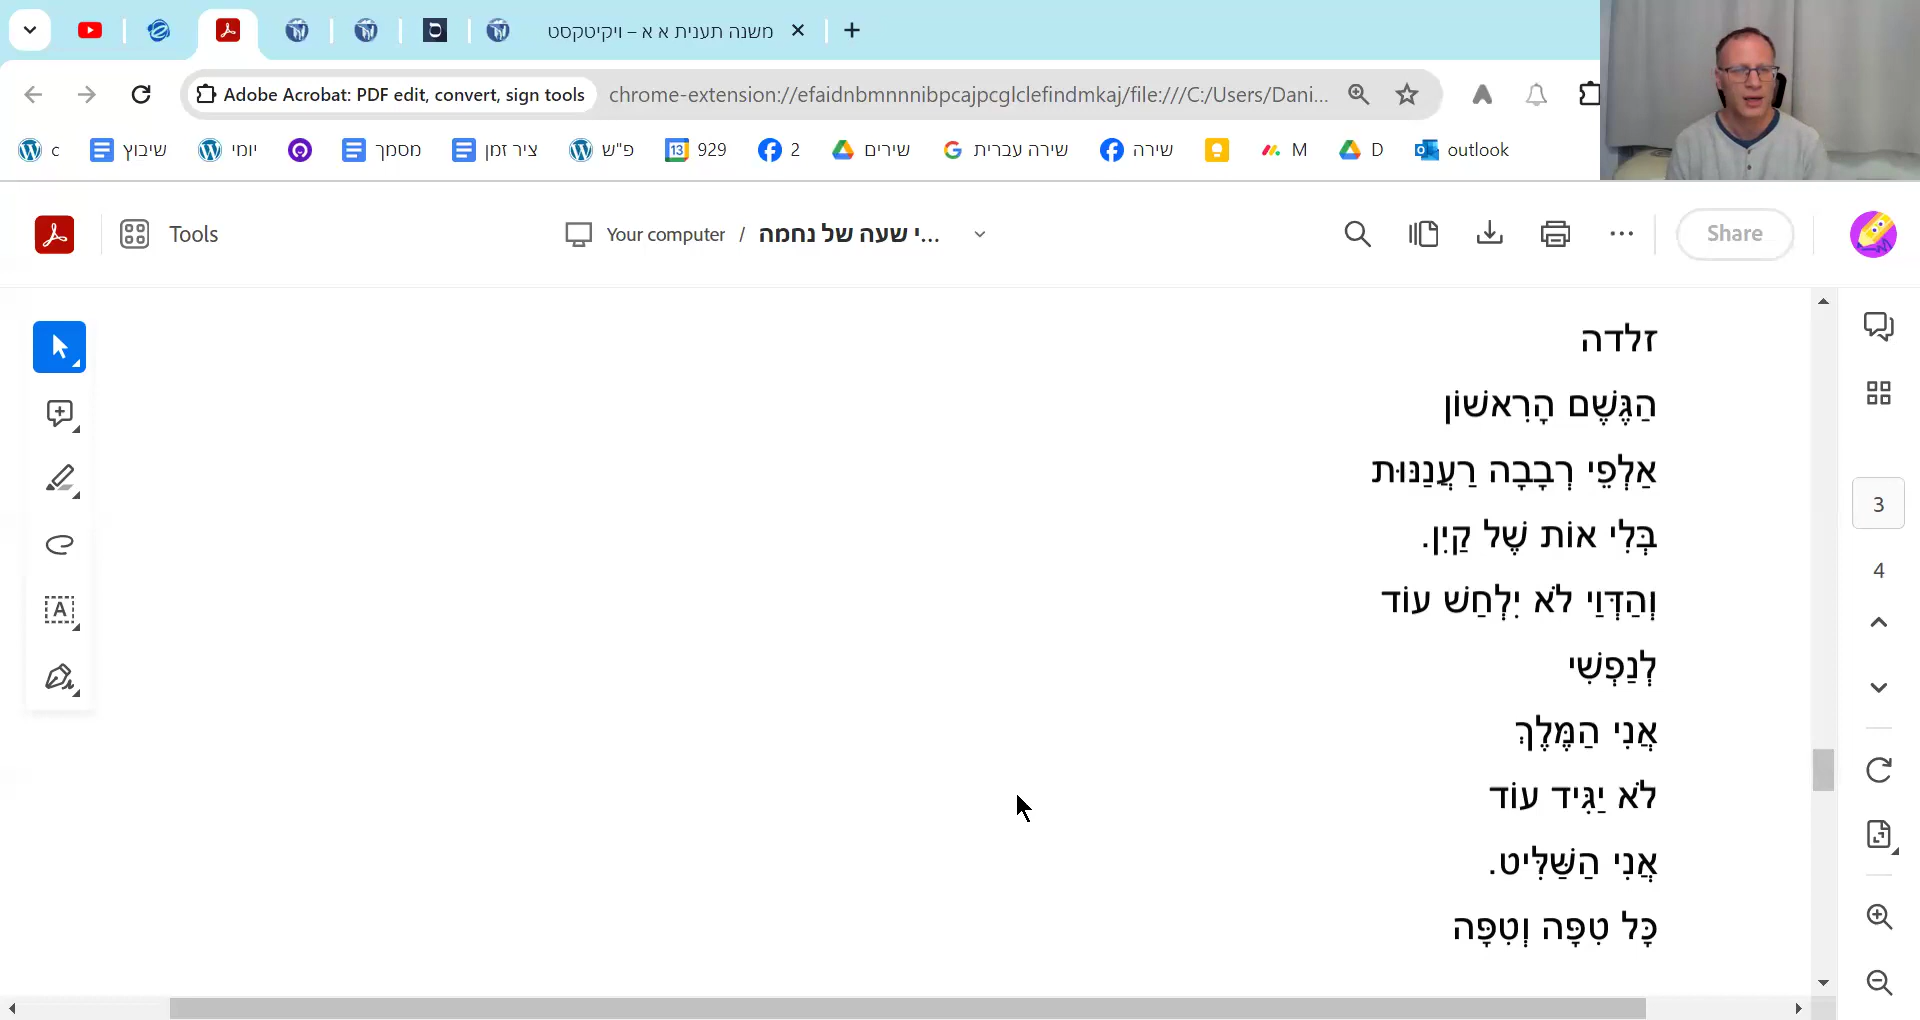 משנה תענית א א – ויקיטקסט
Adobe Acrobat: PDF edit, convert, sign tools
chrome-extension://efaidnbmnnnibpcajpcglclefindmkaj/file:///C:/Users/Dani...
c
שיבוץ
יומי
מסמך
ציר זמן
פ"ש
13
929
2
שירים
שירה עברית
שירה
M
D
outlook
Tools
Your computer / י שעה של נחמה...
Share
זלדה
הַגֶּשֶׁם הָרִאשׁוֹן
אַלְפֵי רְבָבָה רַעֲנַנּוּת
בְּלִי אוֹת שֶׁל קַיִן.
וְהַדְּוַי לֹא יִלְחַשׁ עוֹד
לְנַפְשִׁי
אֲנִי הַמֶּלֶךְ
לֹא יַגִּיד עוֹד
אֲנִי הַשַּׁלִּיט.
כָּל טִפָּה וְטִפָּה
3
4